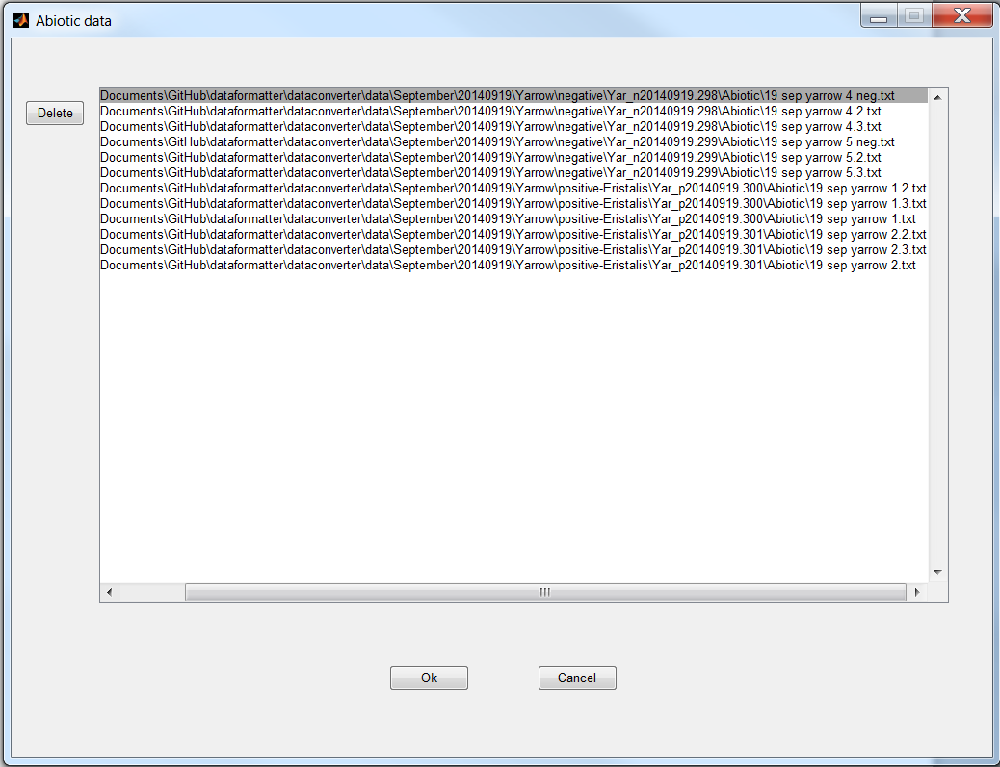 Abiotic data
Delete
Documents\GitHub\dataformatter\dataconverter\data\September\20140919\Yarrow\negative\Yar_n20140919.298\Abiotic\19 sep yarrow 4 neg.txt
Documents\GitHub\dataformatter\dataconverter\data\September\20140919\Yarrow\negative\Yar_n20140919.298\Abiotic\19 sep yarrow 4.2.txt
Documents\GitHub\dataformatter\dataconverter\data\September\20140919\Yarrow\negative\Yar_n20140919.298\Abiotic\19 sep yarrow 4.3.txt
Documents\GitHub\dataformatter\dataconverter\data\September\20140919\Yarrow\negative\Yar_n20140919.299\Abiotic\19 sep yarrow 5 neg.txt
Documents\GitHub\dataformatter\dataconverter\data\September\20140919\Yarrow\negative\Yar_n20140919.299\Abiotic\19 sep yarrow 5.2.txt
Documents\GitHub\dataformatter\dataconverter\data\September\20140919\Yarrow\negative\Yar_n20140919.299\Abiotic\19 sep yarrow 5.3.txt
Documents\GitHub\dataformatter\dataconverter\data\September\20140919\Yarrow\positive-Eristalis\Yar_p20140919.300\Abiotic\19 sep yarrow 1.2.txt
Documents\GitHub\dataformatter\dataconverter\data\September\20140919\Yarrow\positive-Eristalis\Yar_p20140919.300\Abiotic\19 sep yarrow 1.3.txt
Documents\GitHub\dataformatter\dataconverter\data\September\20140919\Yarrow\positive-Eristalis\Yar_p20140919.300\Abiotic\19 sep yarrow 1.txt
Documents\GitHub\dataformatter\dataconverter\data\September\20140919\Yarrow\positive-Eristalis\Yar_p20140919.301\Abiotic\19 sep yarrow 2.2.txt
Documents\GitHub\dataformatter\dataconverter\data\September\20140919\Yarrow\positive-Eristalis\Yar_p20140919.301\Abiotic\19 sep yarrow 2.3.txt
Documents\GitHub\dataformatter\dataconverter\data\September\20140919\Yarrow\positive-Eristalis\Yar_p20140919.301\Abiotic\19 sep yarrow 2.txt
Ok
Cancel